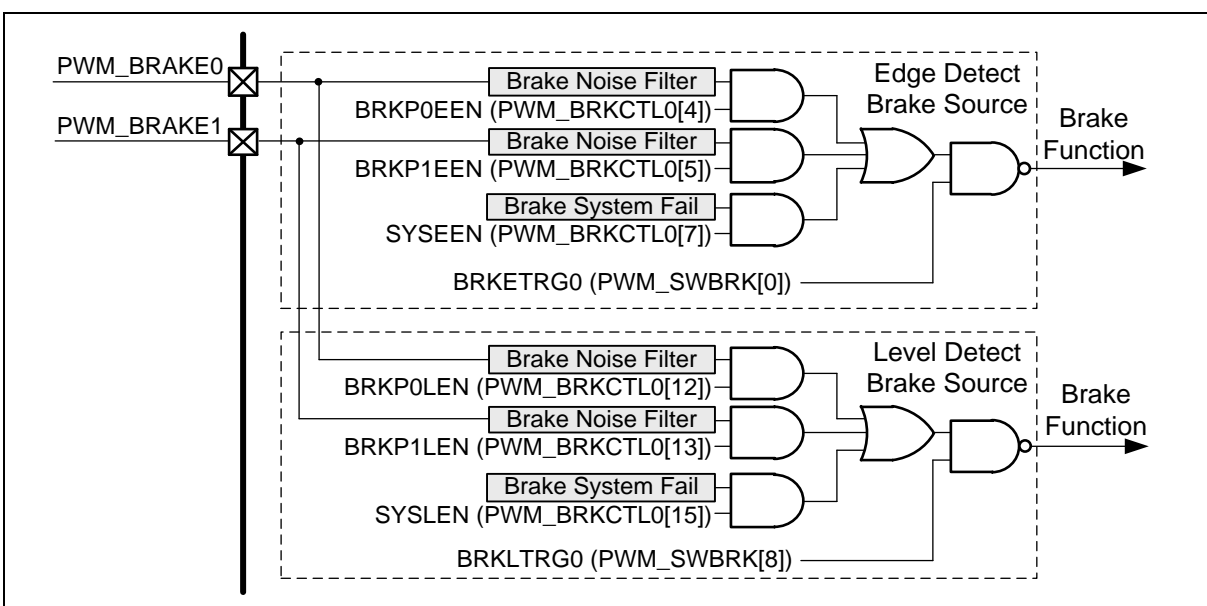 PWM_BRAKE0
PWM_BRAKE1
Brake Noise Filter
BRKP0EEN (PWM_BRKCTL0[4])
Brake Noise Filter
BRKP1EEN (PWM_BRKCTL0[5])
Brake System Fail
SYSEEN (PWM_BRKCTL0[7])
BRKETRG0 (PWM_SWBRK[0])
Edge Detect
Brake Source
Brake
Function
Brake Noise Filter
BRKP0LEN (PWM_BRKCTL0[12])
Brake Noise Filter
BRKP1LEN (PWM_BRKCTL0[13])
Brake System Fail
SYSLEN (PWM_BRKCTL0[15])
BRKLTRG0 (PWM_SWBRK[8])
Level Detect
Brake Source
Brake
Function